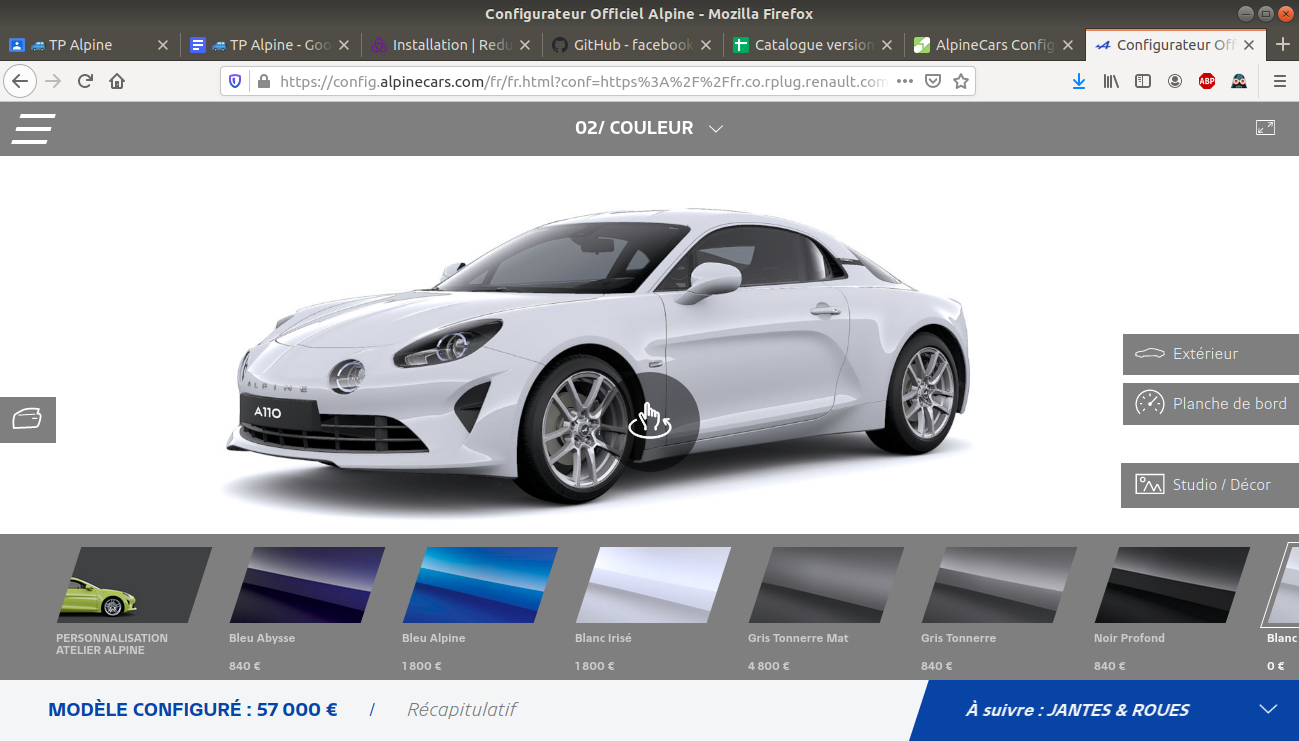 Configurateur Officiel Alpine - Mozilla Firefox
TP Alpine
TP Alpine - Goo
Installation | Redu
GitHub - facebook
Catalogue version
AlpineCars Config
Configurateur Off
https://config.alpinecars.com/fr/fr.html?conf=https%3A%2F%2Ffr.co.rplug.renault.com
ABP
02/ COULEUR
ALPINE
A110
Extérieur
Planche de bord
Studio / Décor
PERSONNALISATION
ATELIER ALPINE
Bleu Abysse
840 €
Bleu Alpine
1 800 €
Blanc Irisé
1 800 €
Gris Tonnerre Mat
4 800 €
Gris Tonnerre
840 €
Noir Profond
840 €
Blanc
0 €
MODÈLE CONFIGURÉ : 57 000 € / Récapitulatif
À suivre : JANTES & ROUES